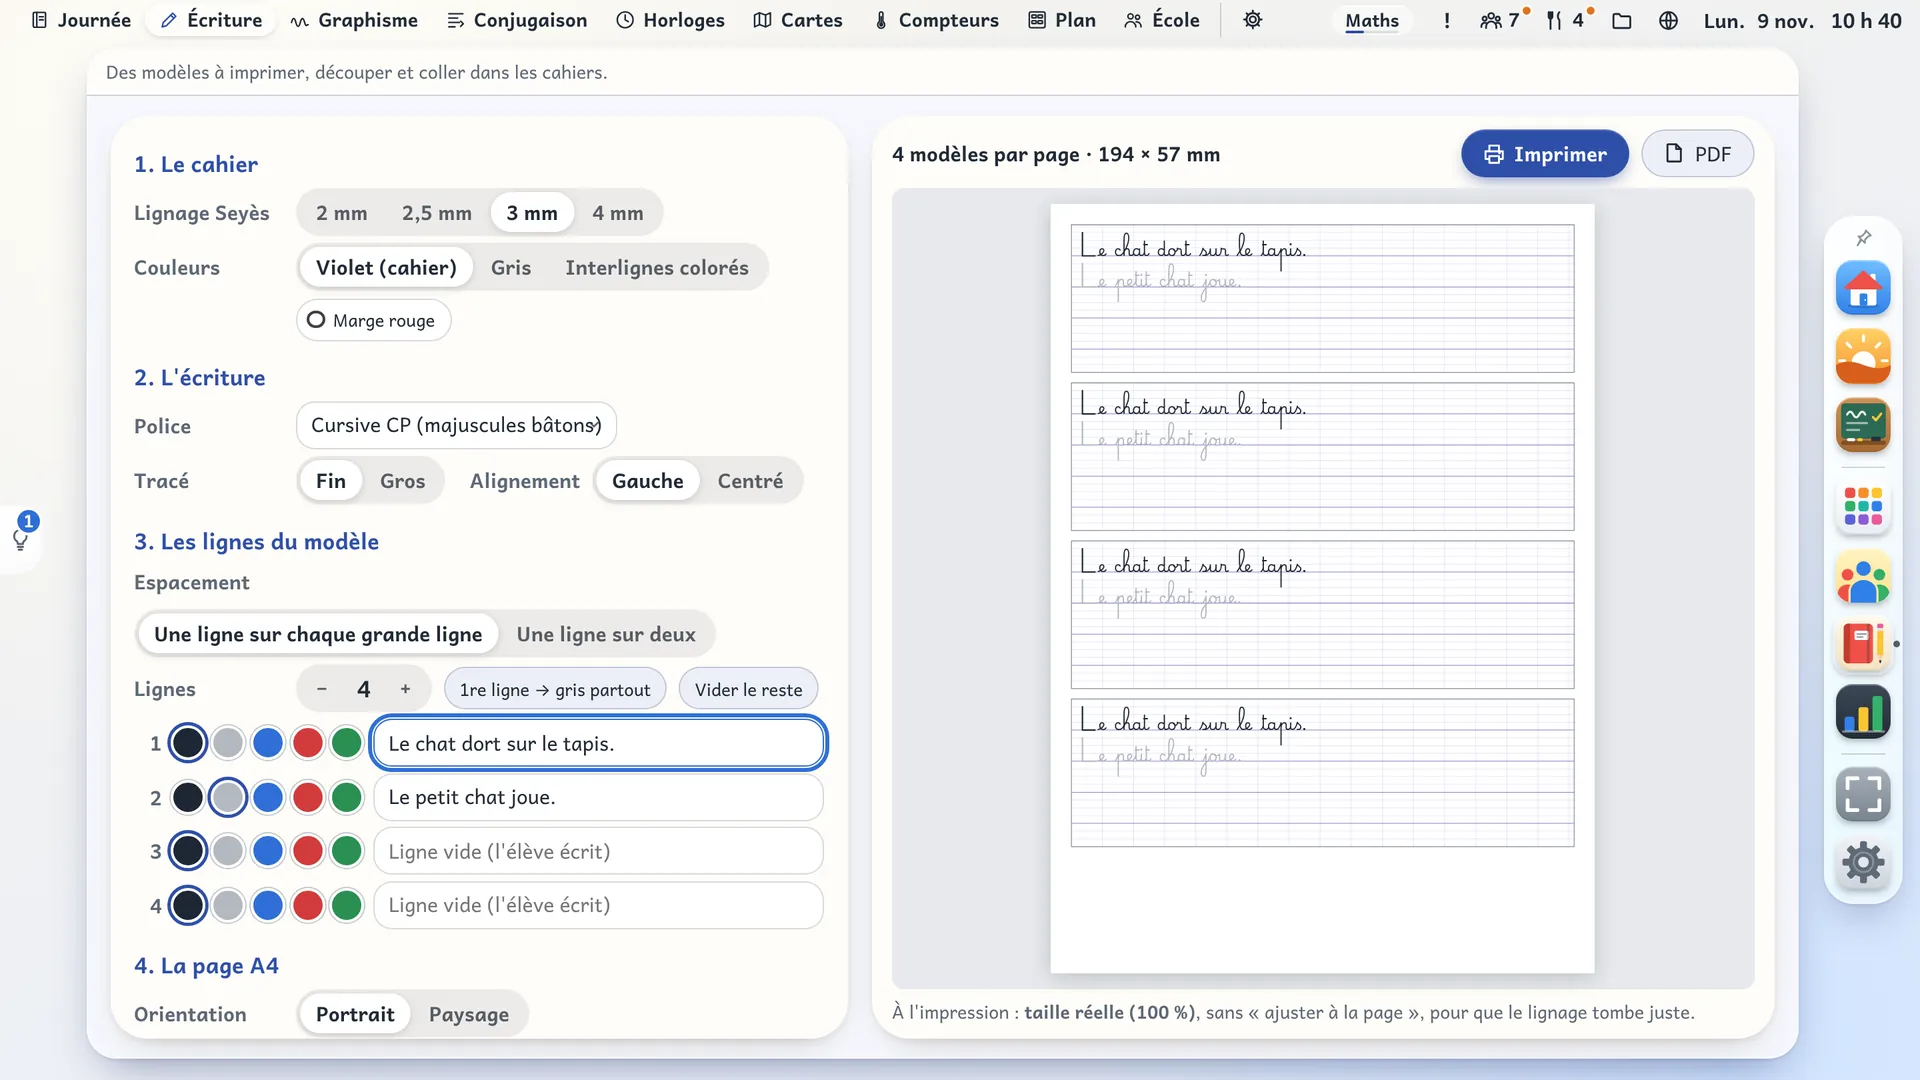 Journée Écriture Graphisme Conjugaison Horloges Cartes Compteurs Plan École Maths ! 7 4 Lun. 9 nov. 10 h 40
Des modèles à imprimer, découper et coller dans les cahiers.
1. Le cahier
Lignage Seyès 2 mm 2,5 mm 3 mm 4 mm
Couleurs Violet (cahier) Gris Interlignes colorés
Marge rouge
2. L'écriture
Police Cursive CP (majuscules bâtons)
Tracé Fin Gros Alignement Gauche Centré
3. Les lignes du modèle
Espacement
Une ligne sur chaque grande ligne Une ligne sur deux
Lignes − 4 + 1re ligne → gris partout Vider le reste
1 Le chat dort sur le tapis.
2 Le petit chat joue.
3 Ligne vide (l'élève écrit)
4 Ligne vide (l'élève écrit)
4. La page A4
Orientation Portrait Paysage
4 modèles par page · 194 × 57 mm Imprimer PDF
Le chat dort sur le tapis.
Le petit chat joue.
Le chat dort sur le tapis.
Le petit chat joue.
Le chat dort sur le tapis.
Le petit chat joue.
Le chat dort sur le tapis.
Le petit chat joue.
À l'impression : taille réelle (100 %), sans « ajuster à la page », pour que le lignage tombe juste.
1